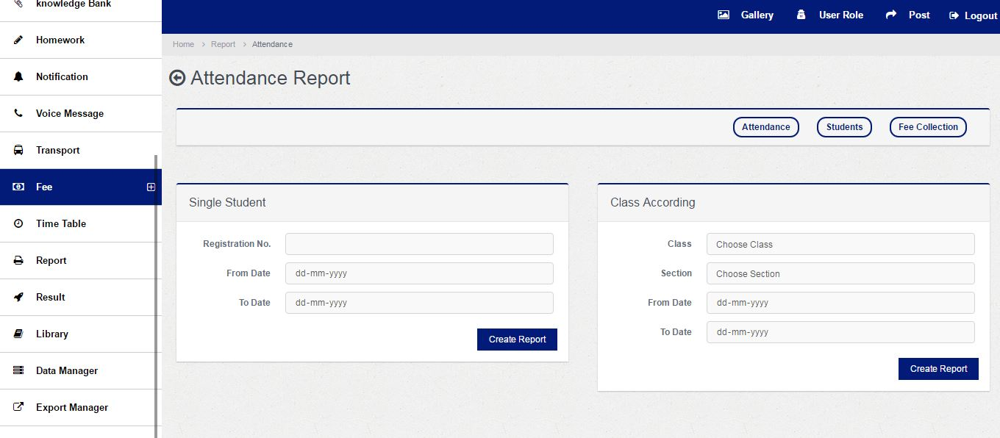 knowledge Bank
Homework
Notification
Voice Message
Transport
Fee
Time Table
Report
Result
Library
Data Manager
Export Manager
Gallery User Role Post Logout
Home > Report > Attendance
Attendance Report
Attendance Students Fee Collection
Single Student
Registration No.
From Date dd-mm-yyyy
To Date dd-mm-yyyy
Create Report
Class According
Class Choose Class
Section Choose Section
From Date dd-mm-yyyy
To Date dd-mm-yyyy
Create Report